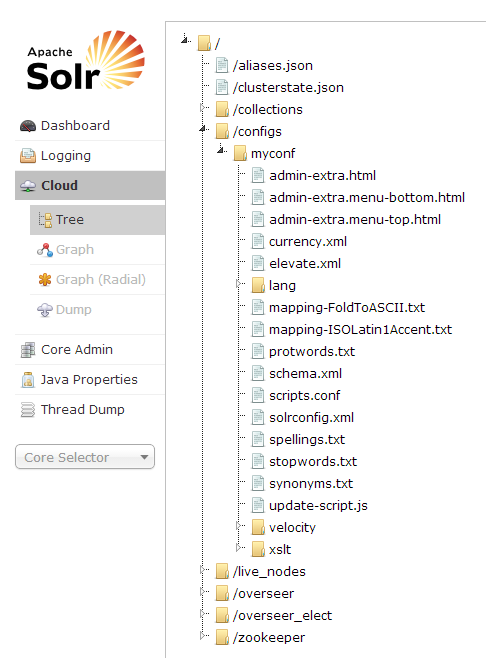 Apache
Solr
Dashboard
Logging
Cloud
Tree
Graph
Graph (Radial)
Dump
Core Admin
Java Properties
Thread Dump
Core Selector
/
/aliases.json
/clusterstate.json
/collections
/configs
myconf
admin-extra.html
admin-extra.menu-bottom.html
admin-extra.menu-top.html
currency.xml
elevate.xml
lang
mapping-FoldToASCII.txt
mapping-ISOLatin1Accent.txt
protwords.txt
schema.xml
scripts.conf
solrconfig.xml
spellings.txt
stopwords.txt
synonyms.txt
update-script.js
velocity
xslt
/live_nodes
/overseer
/overseer_elect
/zookeeper